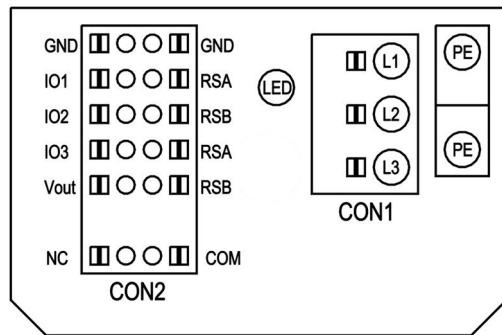 GND GND
IO1 RSA
IO2 RSB
IO3 RSA
Vout RSB
NC COM
CON2
LED
L1
L2
L3
CON1
PE
PE